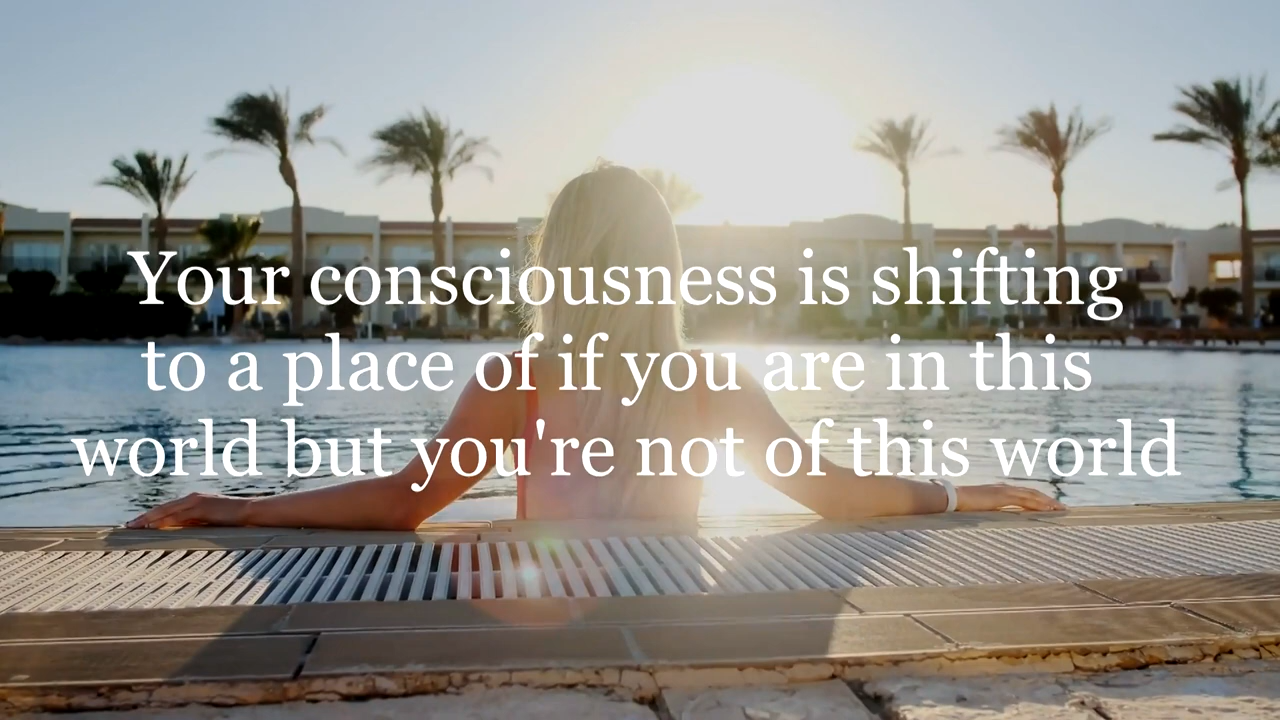 Your consciousness is shifting
to a place of if you are in this
world but you're not of this world